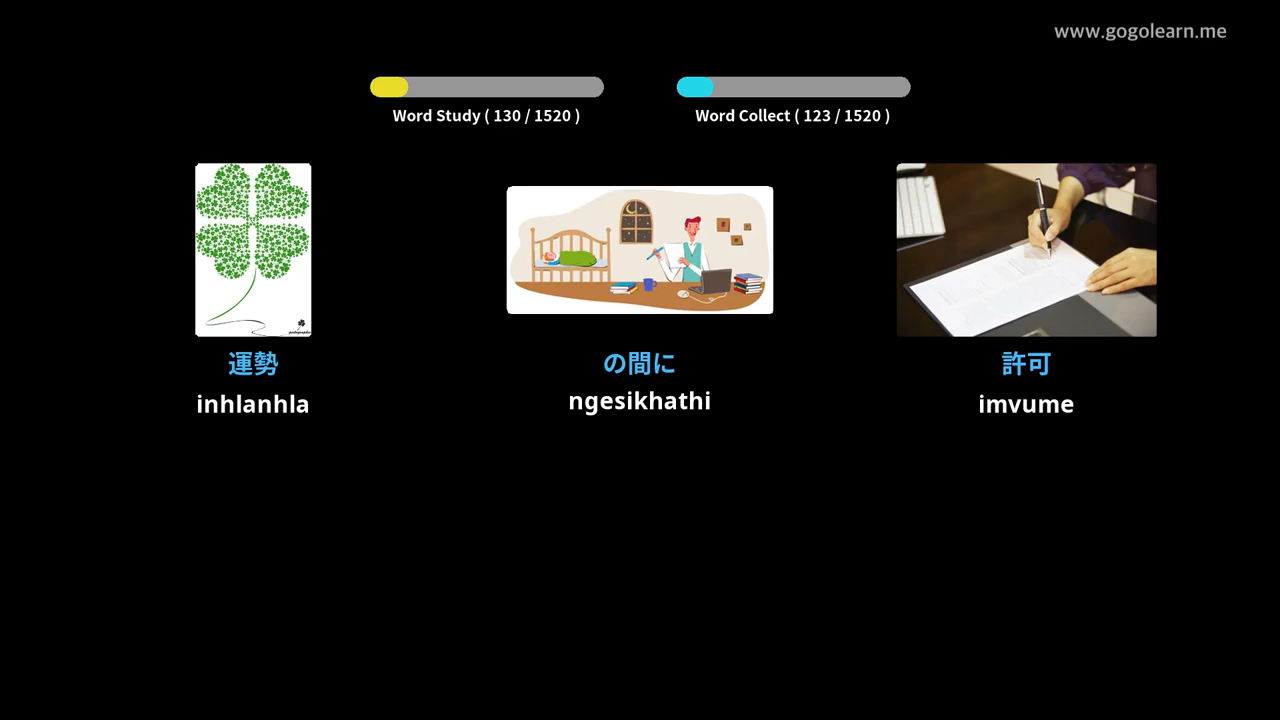 www.gogolearn.me
Word Study ( 130 / 1520 )
Word Collect ( 123 / 1520 )
運勢
の間に
許可
inhlanhla
ngesikhathi
imvume